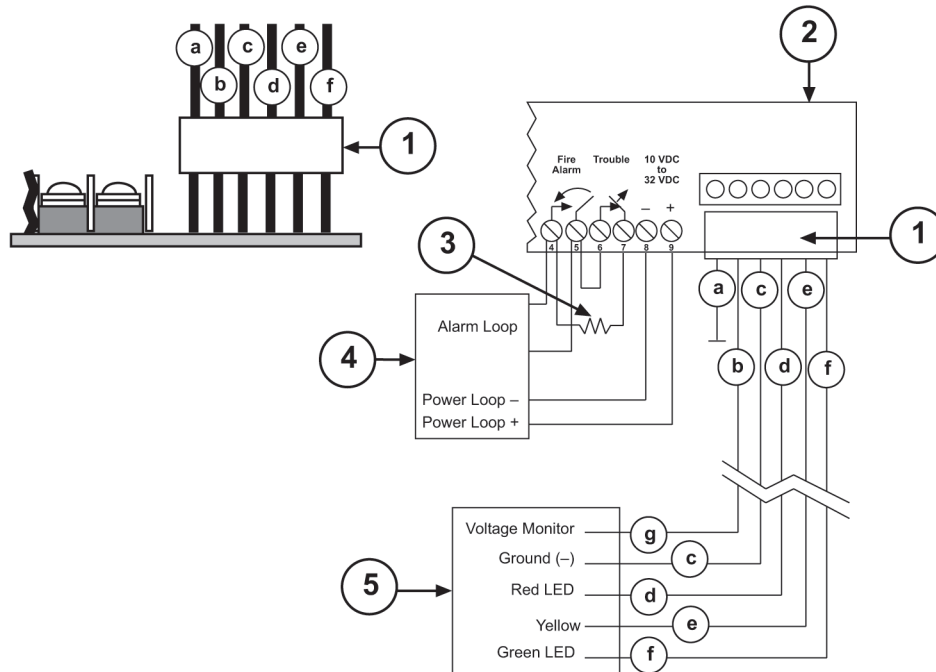 a
c
e
b
d
f
1
2
Fire
Alarm
Trouble
10 VDC
to
32 VDC
– +
4 5 6 7 8 9
1
3
a
c
e
b
d
f
4
Alarm Loop
Power Loop –
Power Loop +
5
Voltage Monitor
g
Ground (–)
c
Red LED
d
Yellow
e
Green LED
f